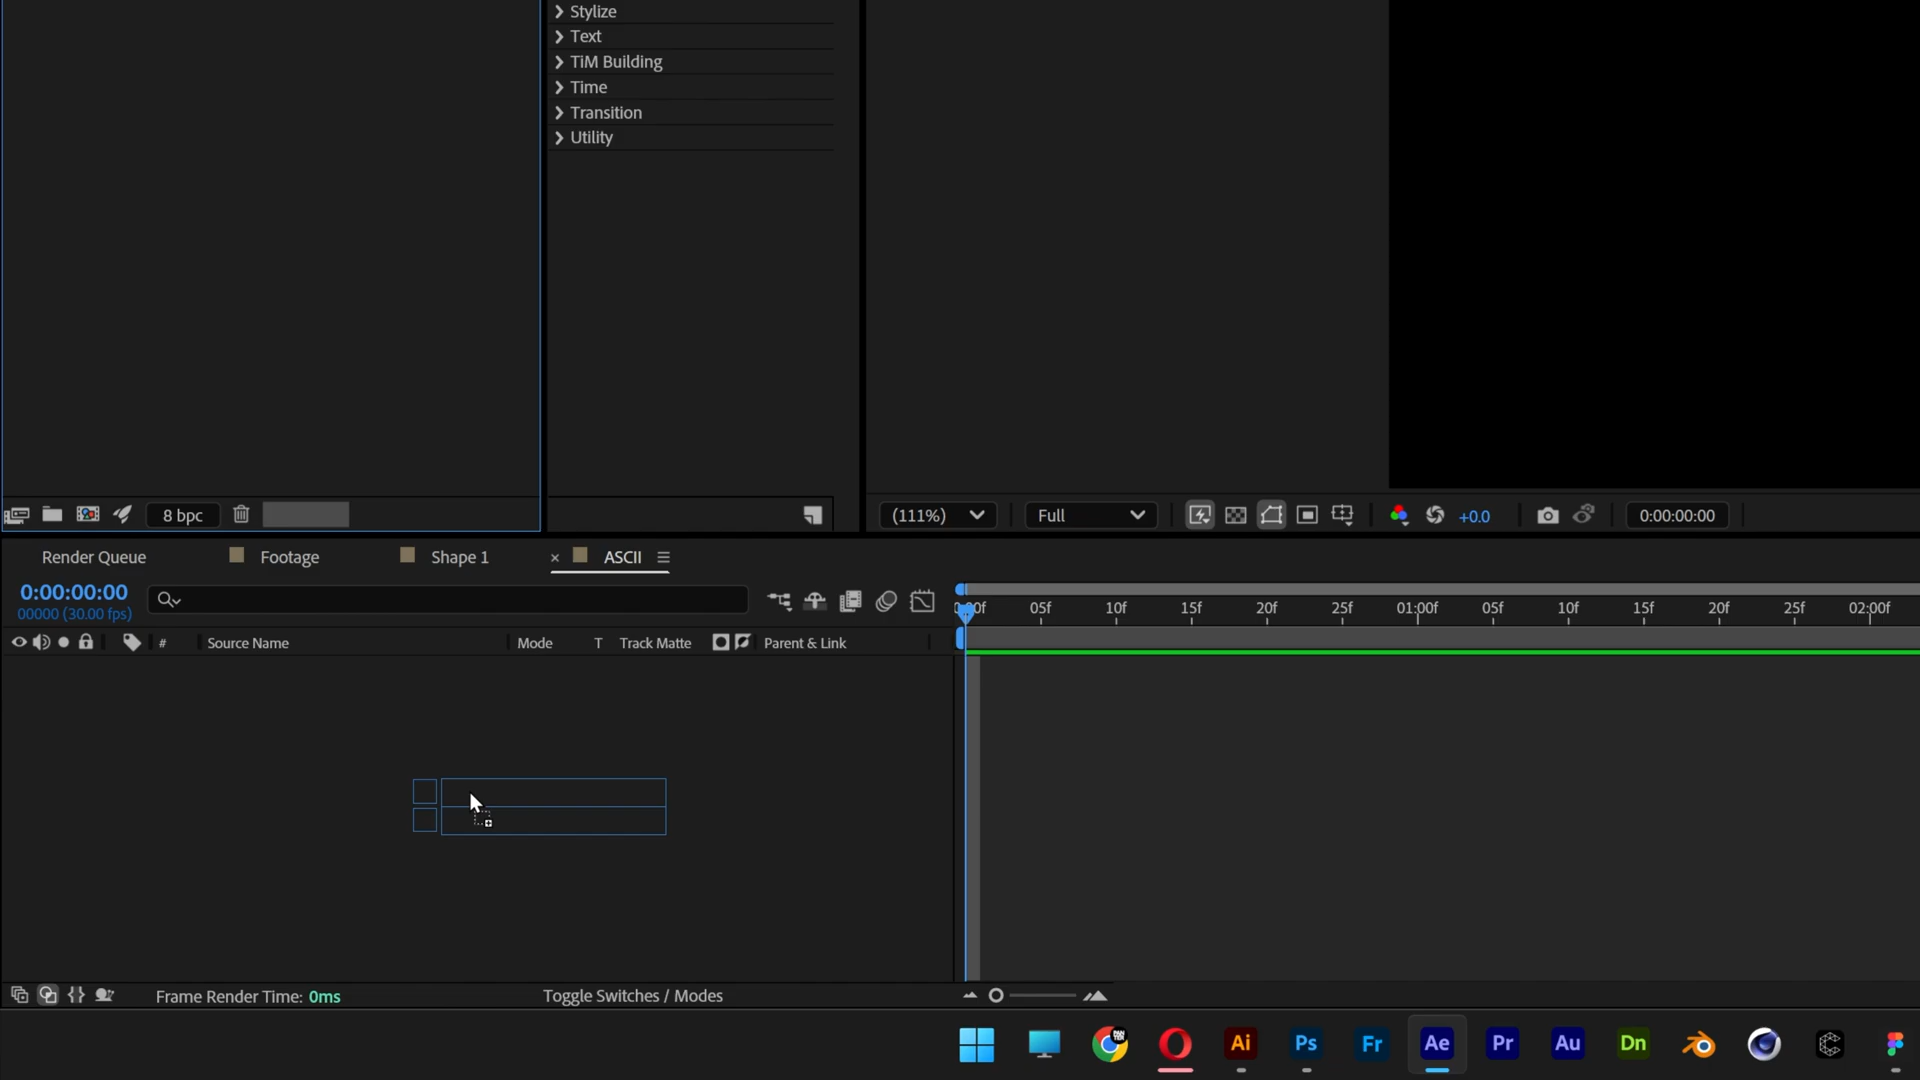 Stylize
Text
TiM Building
Time
Transition
Utility
8 bpc
(111%)
Full
+0.0
0:00:00:00
Render Queue
Footage
Shape 1
× ASCII
0:00:00:00
00000 (30.00 fps)
05f 10f 15f 20f 25f 01:00f 05f 10f 15f 20f 25f 02:00f
# Source Name Mode T Track Matte Parent & Link
Frame Render Time: 0ms
Toggle Switches / Modes
Ai Ps Fr Ae Pr Au Dn